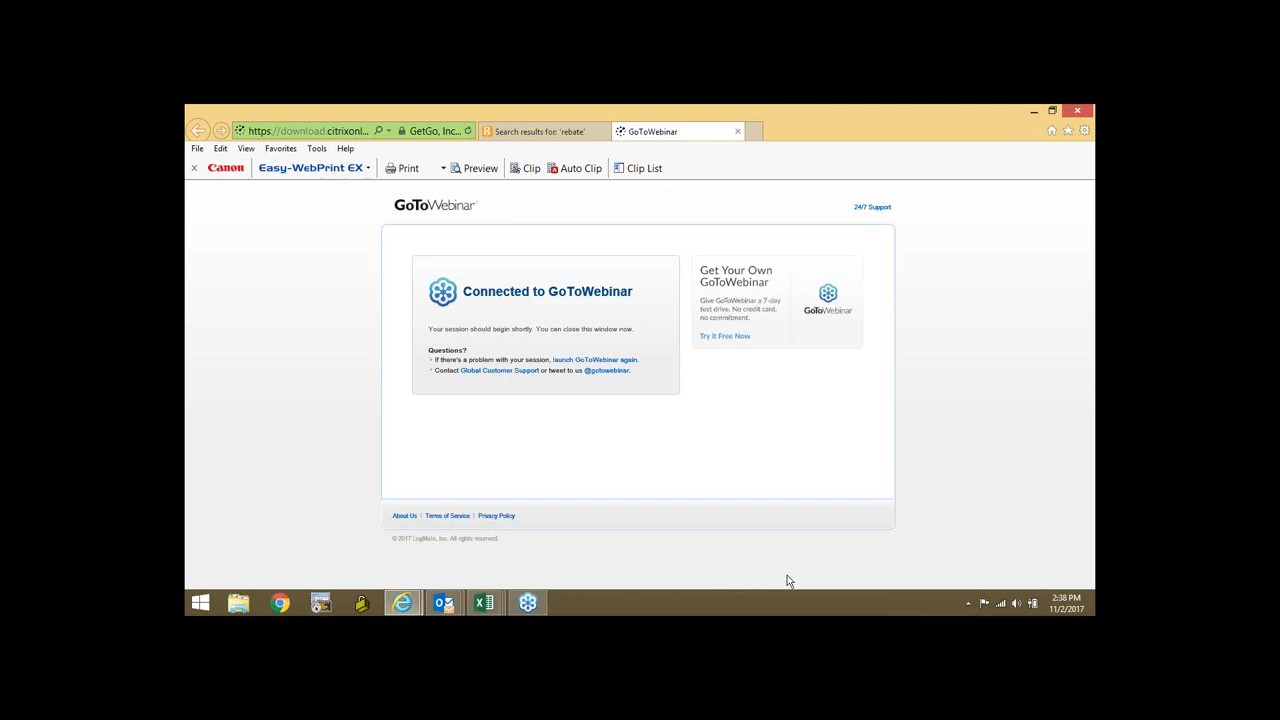 https://download.citrixonl... GetGo, Inc... Search results for: 'rebate' GoToWebinar
File Edit View Favorites Tools Help
x Canon Easy-WebPrint EX Print Preview Clip Auto Clip Clip List
GoToWebinar 24/7 Support
Connected to GoToWebinar
Your session should begin shortly. You can close this window now.
Questions?
If there's a problem with your session, launch GoToWebinar again.
Contact Global Customer Support or tweet to us @gotowebinar.
Get Your Own
GoToWebinar
Give GoToWebinar a 7-day
test drive. No credit card,
no commitment.
Try it Free Now
GoToWebinar
About Us | Terms of Service | Privacy Policy
© 2017 LogMeIn, Inc. All rights reserved.
2:38 PM
11/2/2017